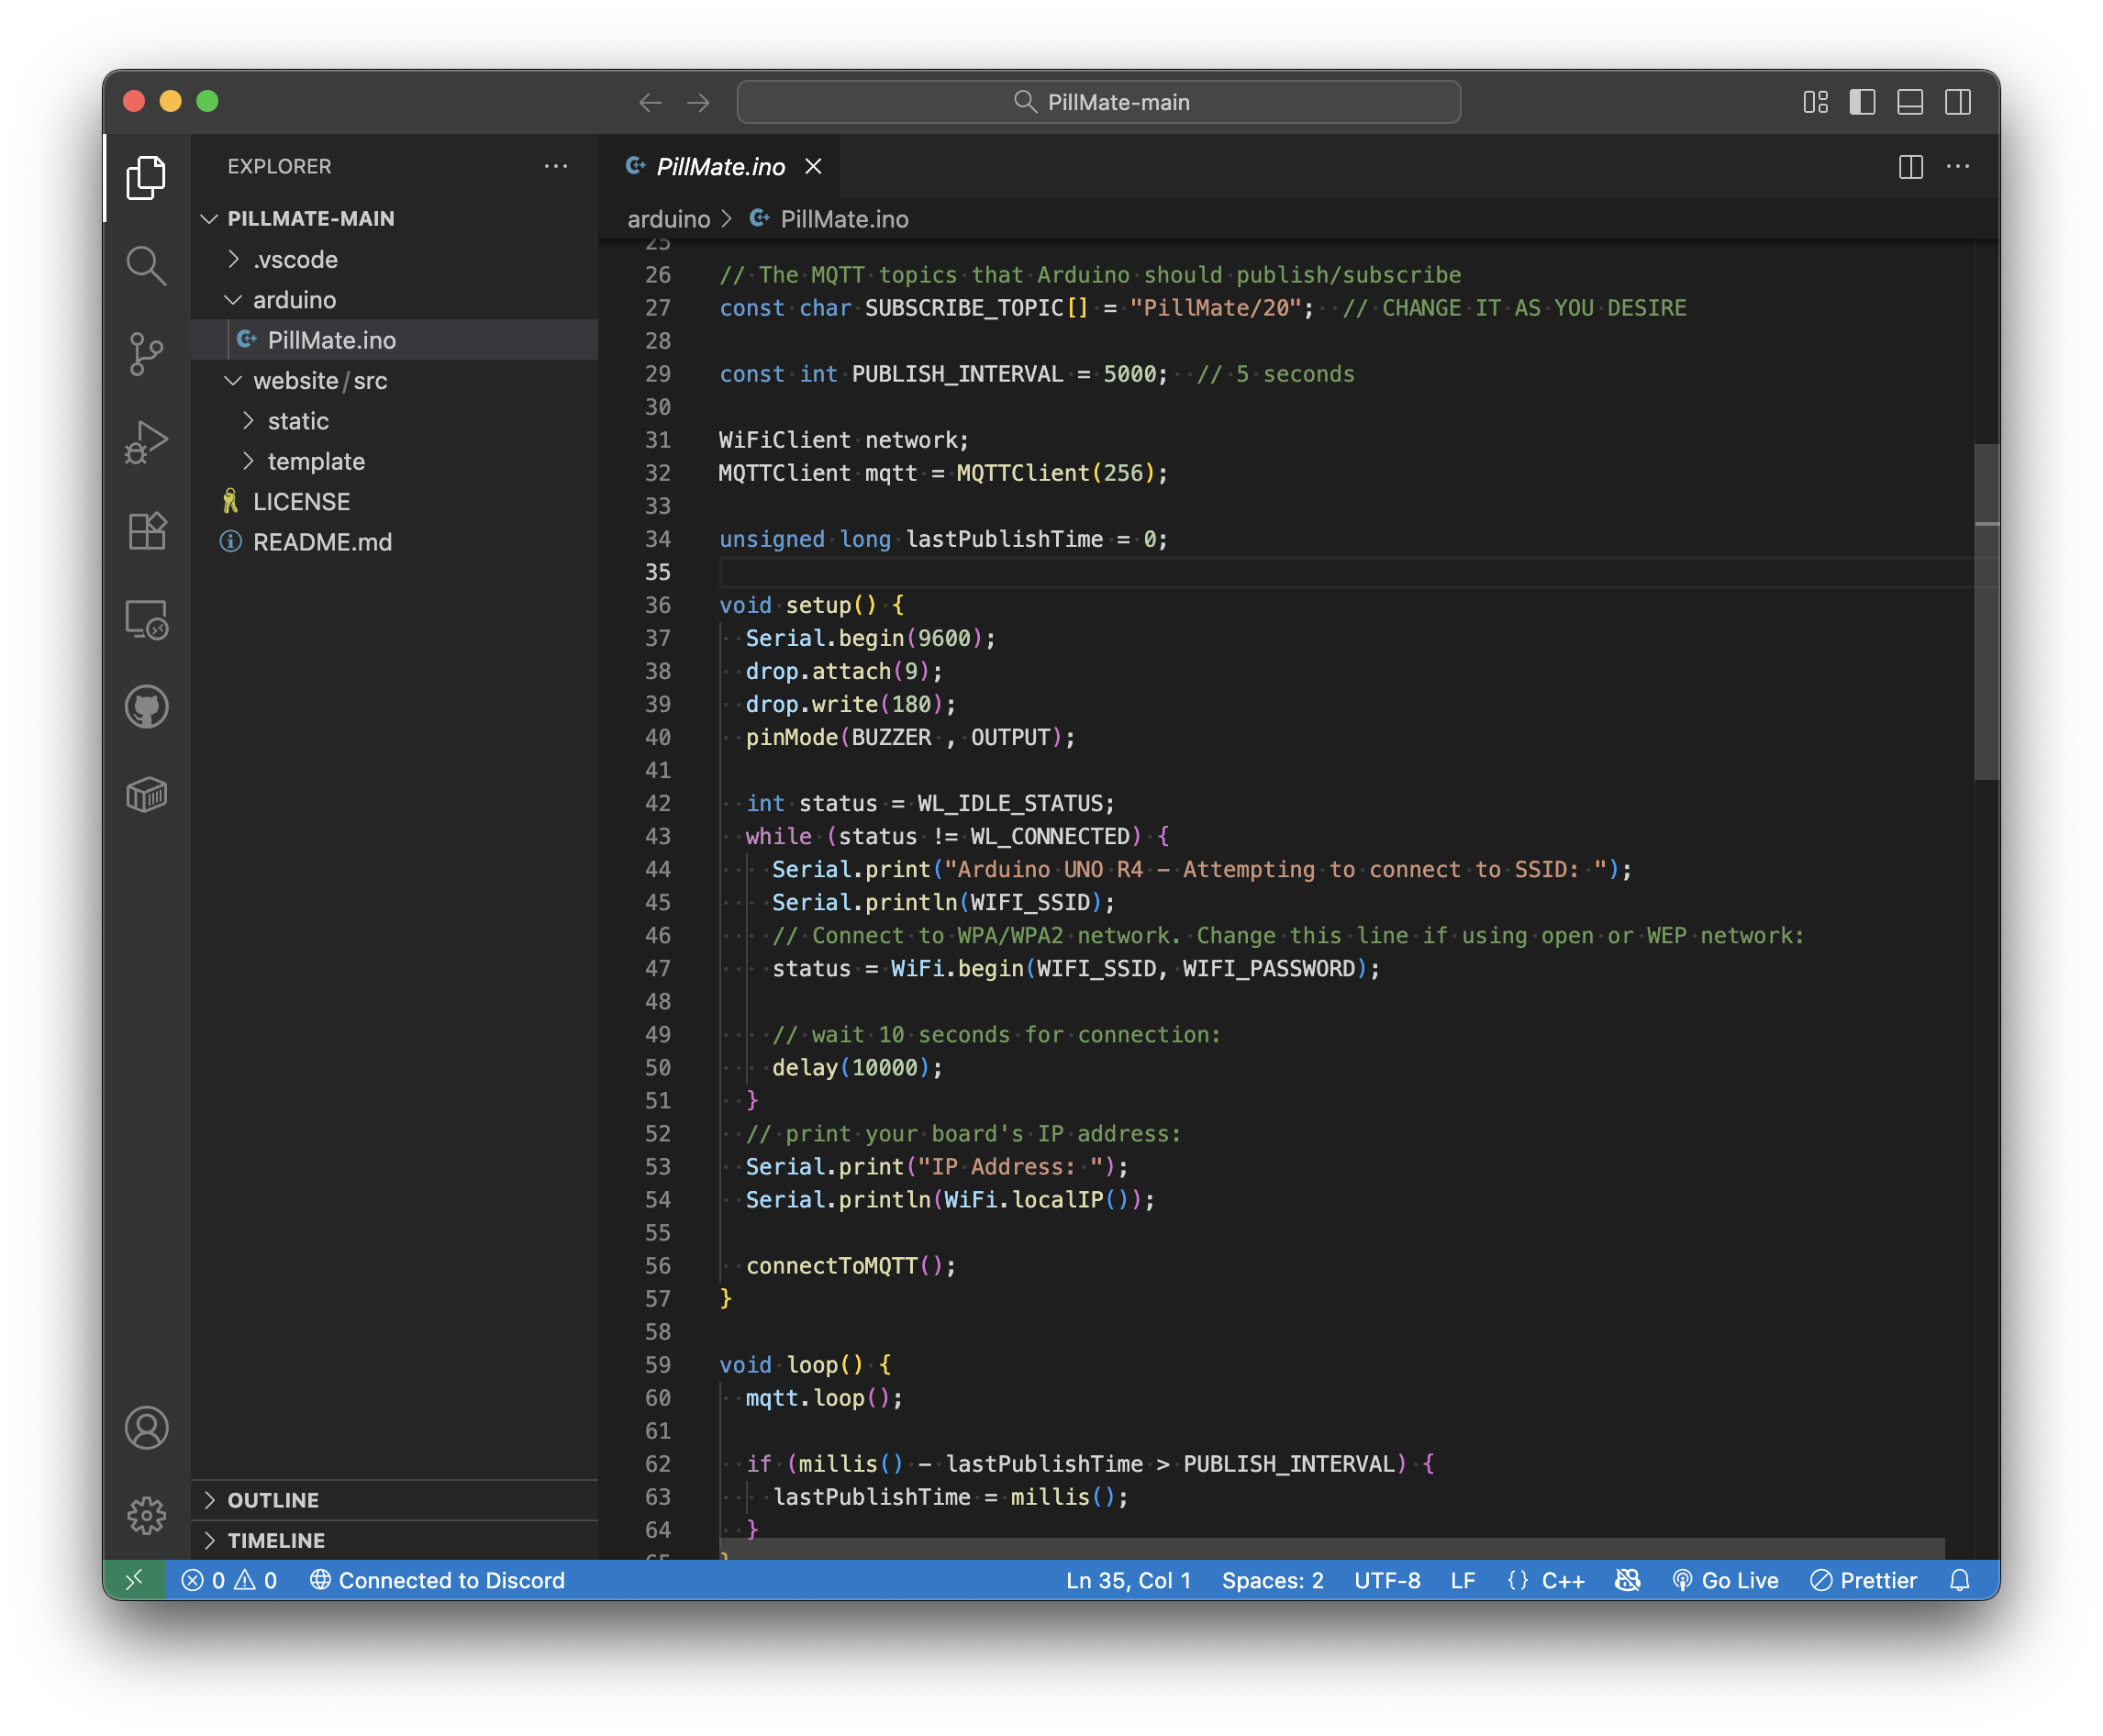 PillMate-main
EXPLORER
PILLMATE-MAIN
.vscode
arduino
PillMate.ino
website/src
static
template
LICENSE
README.md
OUTLINE
TIMELINE
PillMate.ino
arduino > PillMate.ino
25
26 // The MQTT topics that Arduino should publish/subscribe
27 const char SUBSCRIBE_TOPIC[] = "PillMate/20";  // CHANGE IT AS YOU DESIRE
28
29 const int PUBLISH_INTERVAL = 5000;  // 5 seconds
30
31 WiFiClient network;
32 MQTTClient mqtt = MQTTClient(256);
33
34 unsigned long lastPublishTime = 0;
35
36 void setup() {
37   Serial.begin(9600);
38   drop.attach(9);
39   drop.write(180);
40   pinMode(BUZZER , OUTPUT);
41
42   int status = WL_IDLE_STATUS;
43   while (status != WL_CONNECTED) {
44     Serial.print("Arduino UNO R4 - Attempting to connect to SSID: ");
45     Serial.println(WIFI_SSID);
46     // Connect to WPA/WPA2 network. Change this line if using open or WEP network:
47     status = WiFi.begin(WIFI_SSID, WIFI_PASSWORD);
48
49     // wait 10 seconds for connection:
50     delay(10000);
51   }
52   // print your board's IP address:
53   Serial.print("IP Address: ");
54   Serial.println(WiFi.localIP());
55
56   connectToMQTT();
57 }
58
59 void loop() {
60   mqtt.loop();
61
62   if (millis() - lastPublishTime > PUBLISH_INTERVAL) {
63     lastPublishTime = millis();
64   }
65 }
0 0 Connected to Discord Ln 35, Col 1 Spaces: 2 UTF-8 LF {} C++ Go Live Prettier